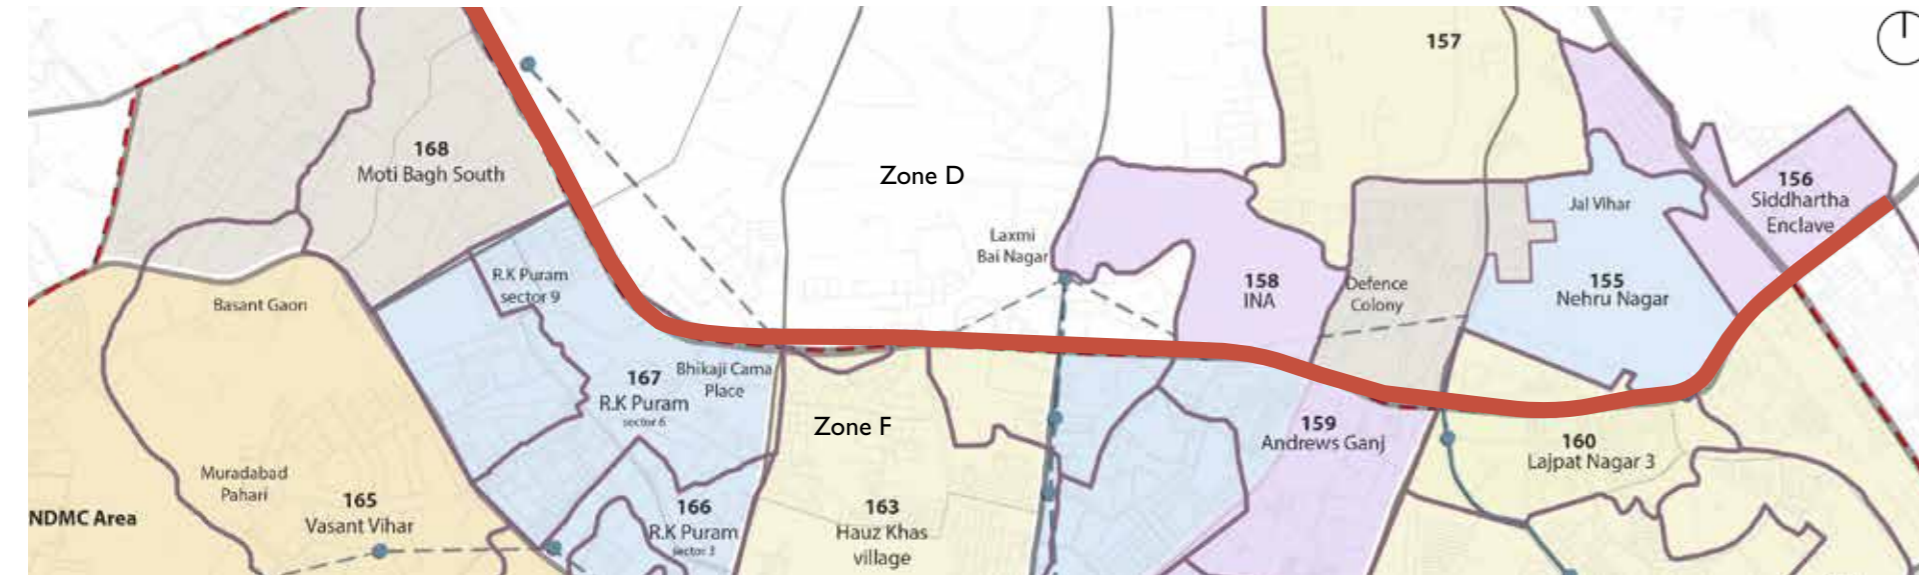 157
168
Moti Bagh South
Zone D
156
Siddhartha
Enclave
Jal Vihar
Laxmi
Bai Nagar
R.K Puram
sector 9
158
INA
Defence
Colony
155
Nehru Nagar
Basant Gaon
167
R.K Puram
sector 6
Bhikaji Cama
Place
Zone F
159
Andrews Ganj
160
Lajpat Nagar 3
Muradabad
Pahari
NDMC Area
165
Vasant Vihar
166
R.K Puram
sector 3
163
Hauz Khas
village